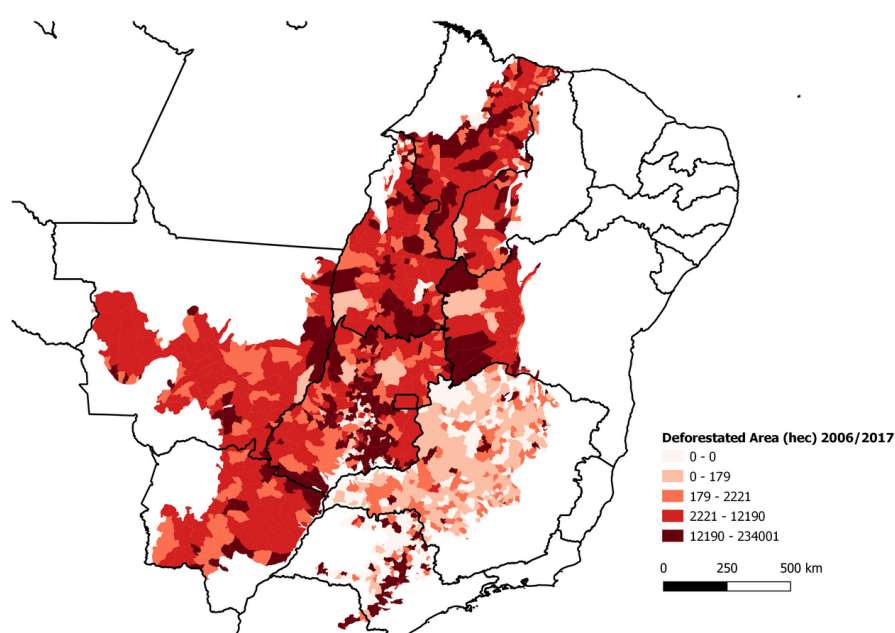 Deforestated Area (hec) 2006/2017
0 - 0
0 - 179
179 - 2221
2221 - 12190
12190 - 234001
0 250 500 km